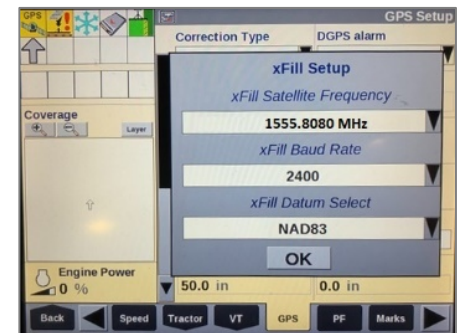 GPS
GPS Setup
Correction Type
DGPS alarm
xFill Setup
xFill Satellite Frequency
1555.8080 MHz
xFill Baud Rate
2400
xFill Datum Select
NAD83
OK
Coverage
Layer
Engine Power
0 %
50.0 in
0.0 in
Back
Speed
Tractor
VT
GPS
PF
Marks